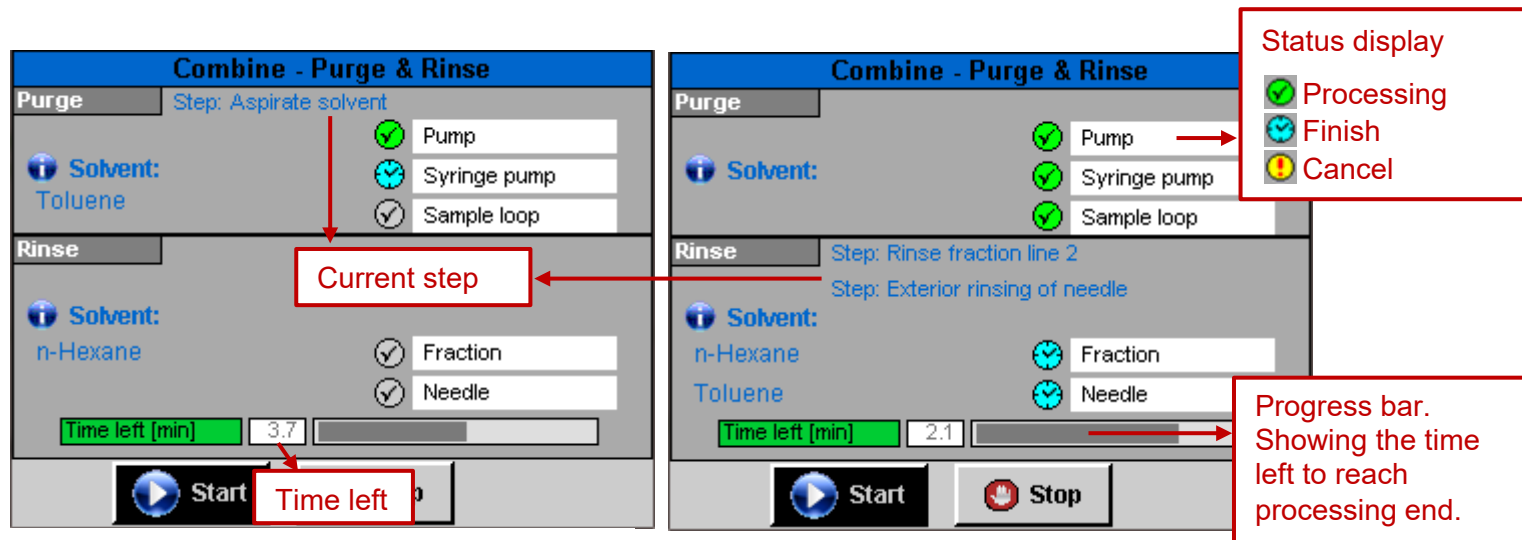 Combine - Purge & Rinse
Purge
Step: Aspirate solvent
Pump
Solvent:
Syringe pump
Toluene
Sample loop
Rinse
Current step
Solvent:
n-Hexane
Fraction
Needle
Time left [min]
3.7
Start
Time left
Combine - Purge & Rinse
Purge
Pump
Solvent:
Syringe pump
Sample loop
Rinse
Step: Rinse fraction line 2
Step: Exterior rinsing of needle
Solvent:
n-Hexane
Fraction
Toluene
Needle
Time left [min]
2.1
Start
Stop
Status display
Processing
Finish
Cancel
Progress bar.
Showing the time
left to reach
processing end.